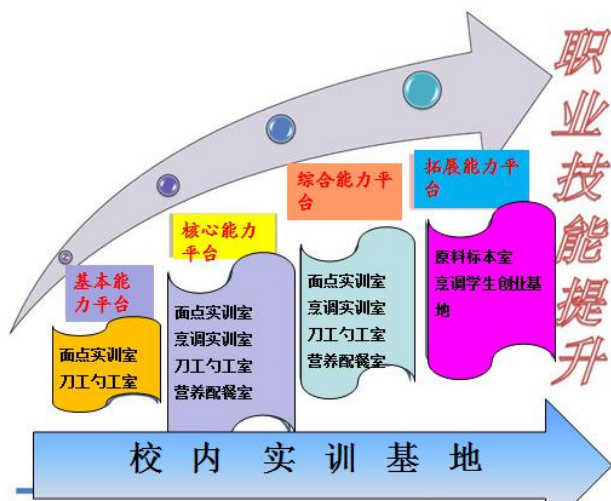 职业技能提升
拓展能力平
台
综合能力平
台
核心能力
平台
基本能
力平台
面点实训室
刀工勺工室
面点实训室
烹调实训室
刀工勺工室
营养配餐室
面点实训室
烹调实训室
刀工勺工室
营养配餐室
原料标本室
烹调学生创业基
地
校内实训基地